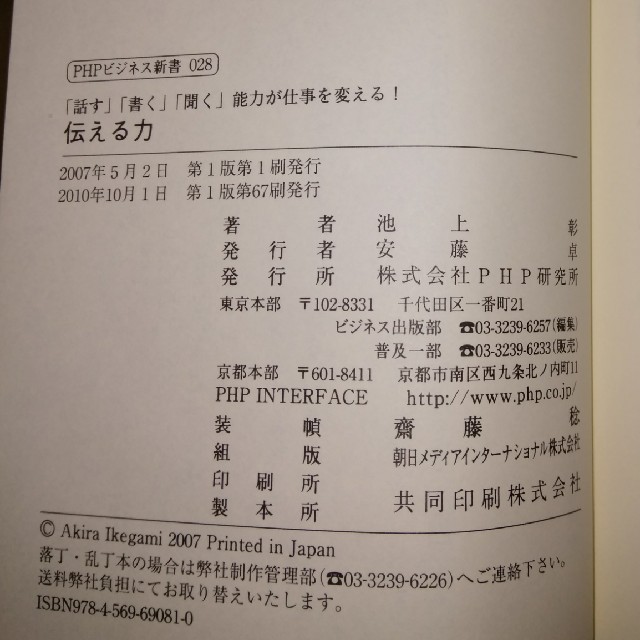 PHPビジネス新書 028
「話す」「書く」「聞く」能力が仕事を変える！
伝える力
2007年5月2日 第1版第1刷発行
2010年10月1日 第1版第67刷発行
著者 池上彰
発行者 安藤卓
発行所 株式会社PHP研究所
東京本部 〒102-8331 千代田区一番町21
ビジネス出版部 ☎03-3239-6257(編集)
普及一部 ☎03-3239-6233(販売)
京都本部 〒601-8411 京都市南区西九条北ノ内町11
PHP INTERFACE http://www.php.co.jp/
装幀 齋藤稔
組版 朝日メディアインターナショナル株式会社
印刷所
製本所 共同印刷株式会社
© Akira Ikegami 2007 Printed in Japan
落丁・乱丁本の場合は弊社制作管理部(☎03-3239-6226)へご連絡下さい。
送料弊社負担にてお取り替えいたします。
ISBN978-4-569-69081-0